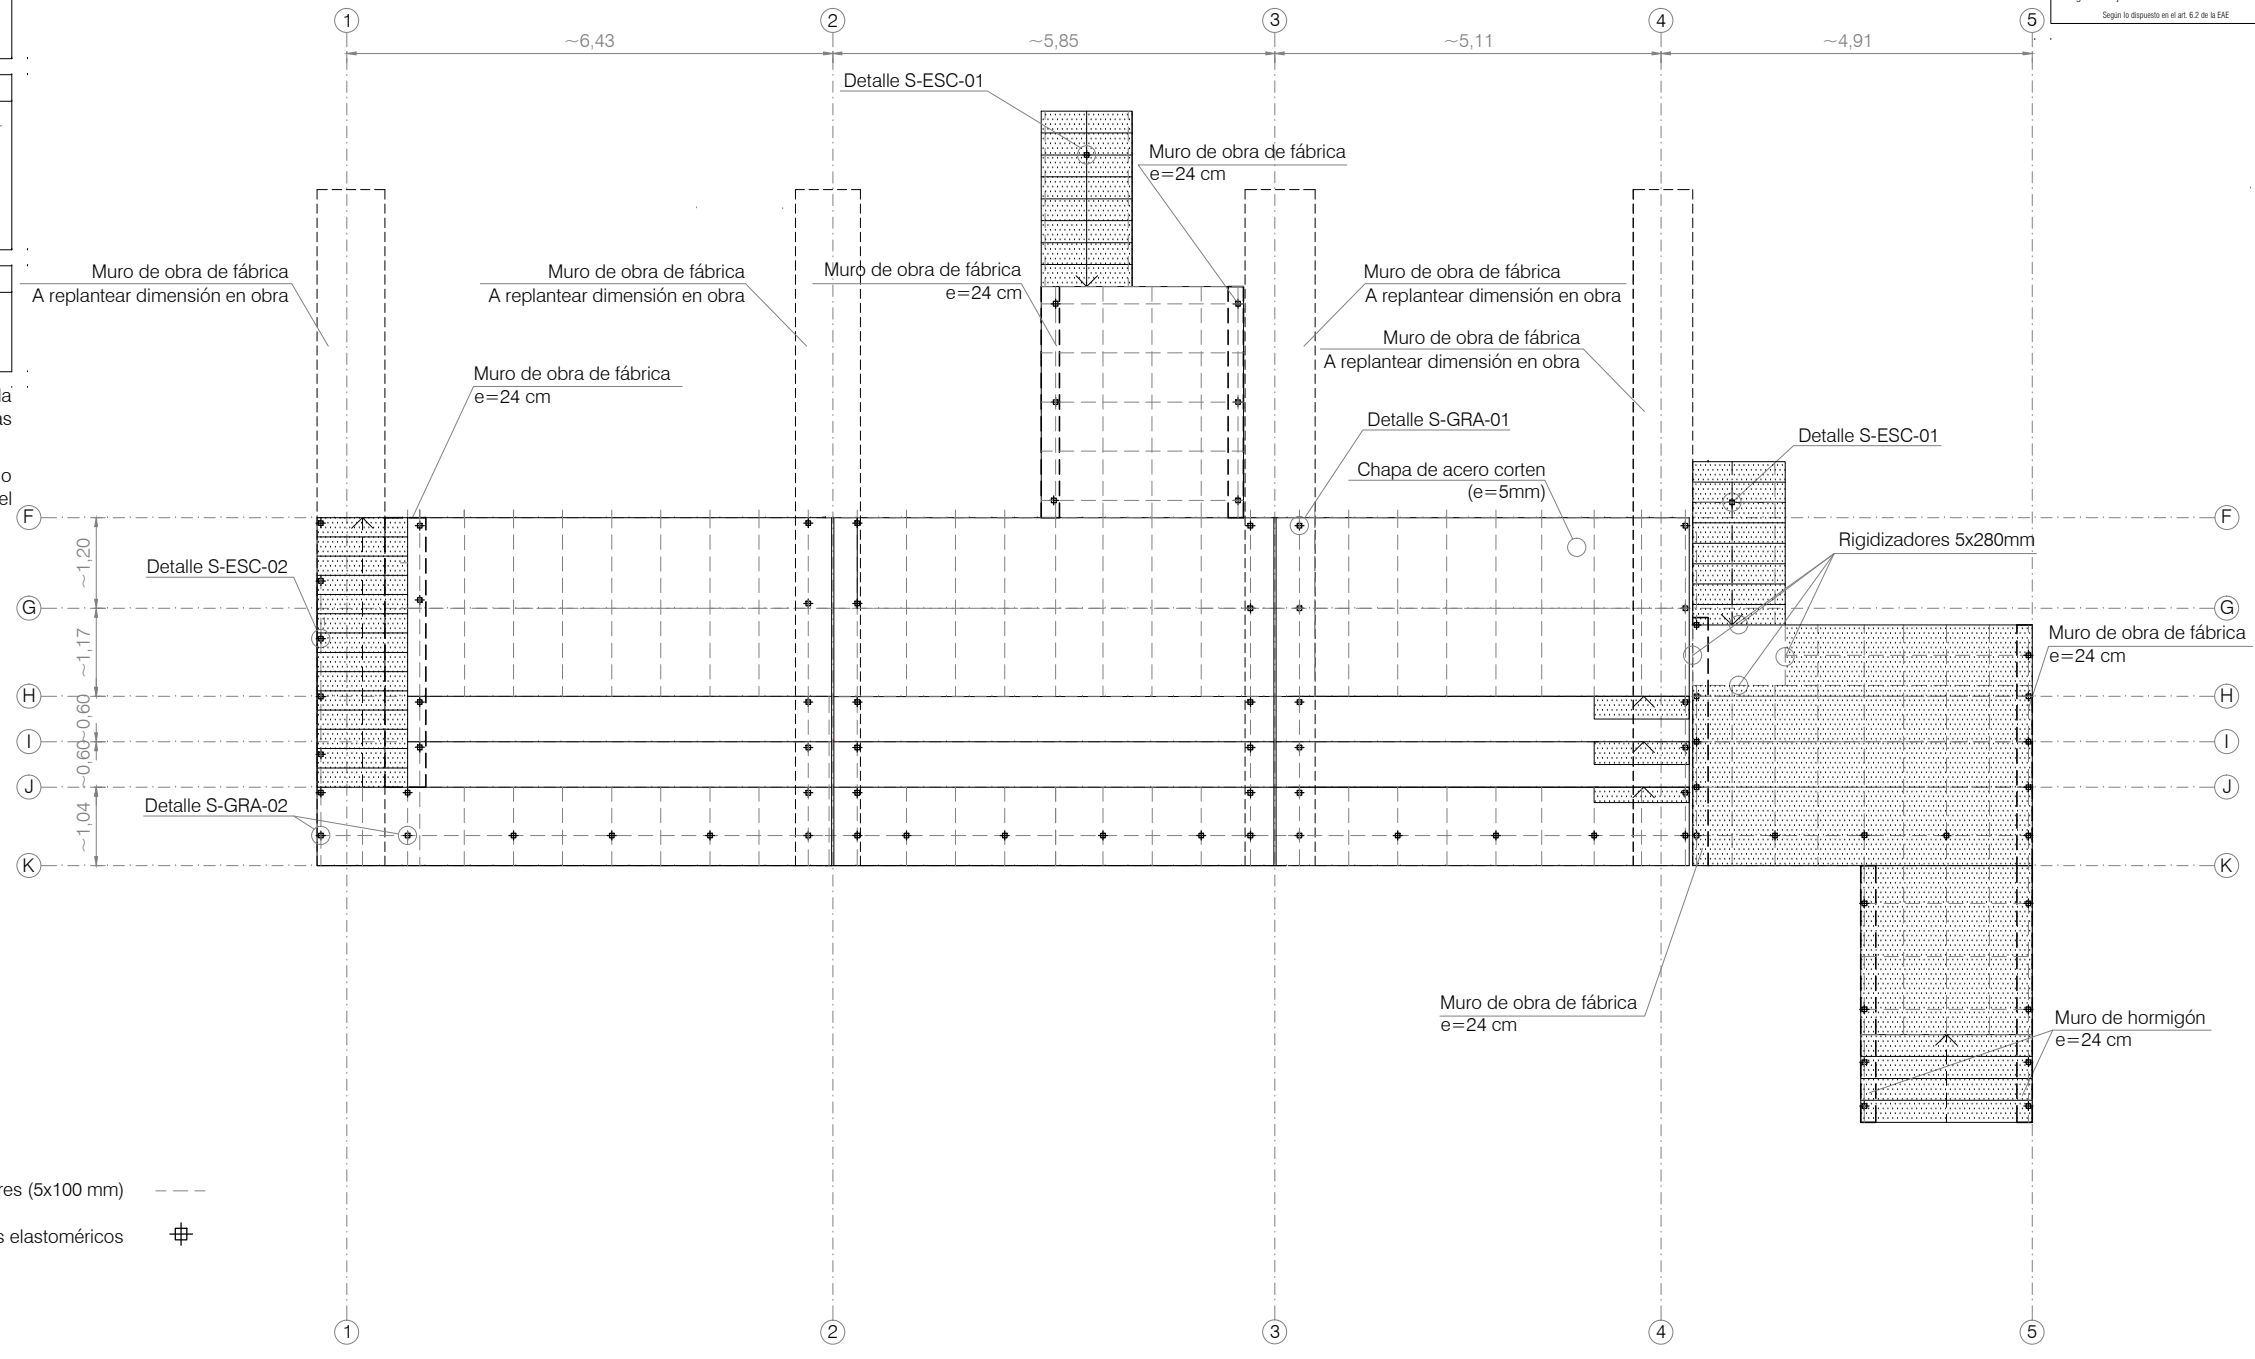 1
2
3
4
5
Según lo dispuesto en el art. 6.2 de la EAE
~6,43
~5,85
~5,11
~4,91
Detalle S-ESC-01
Muro de obra de fábrica
e=24 cm
Muro de obra de fábrica
A replantear dimensión en obra
Muro de obra de fábrica
A replantear dimensión en obra
Muro de obra de fábrica
e=24 cm
Muro de obra de fábrica
A replantear dimensión en obra
Muro de obra de fábrica
A replantear dimensión en obra
Muro de obra de fábrica
e=24 cm
la
as
o
el
Detalle S-GRA-01
Detalle S-ESC-01
Chapa de acero corten
(e=5mm)
F
F
~1,20
Rigidizadores 5x280mm
Detalle S-ESC-02
G
G
~1,17
Muro de obra de fábrica
e=24 cm
H
H
~0,60
I
I
~0,60
J
J
Detalle S-GRA-02
~1,04
K
K
Muro de obra de fábrica
e=24 cm
Muro de hormigón
e=24 cm
res (5x100 mm)
s elastoméricos
1
2
3
4
5